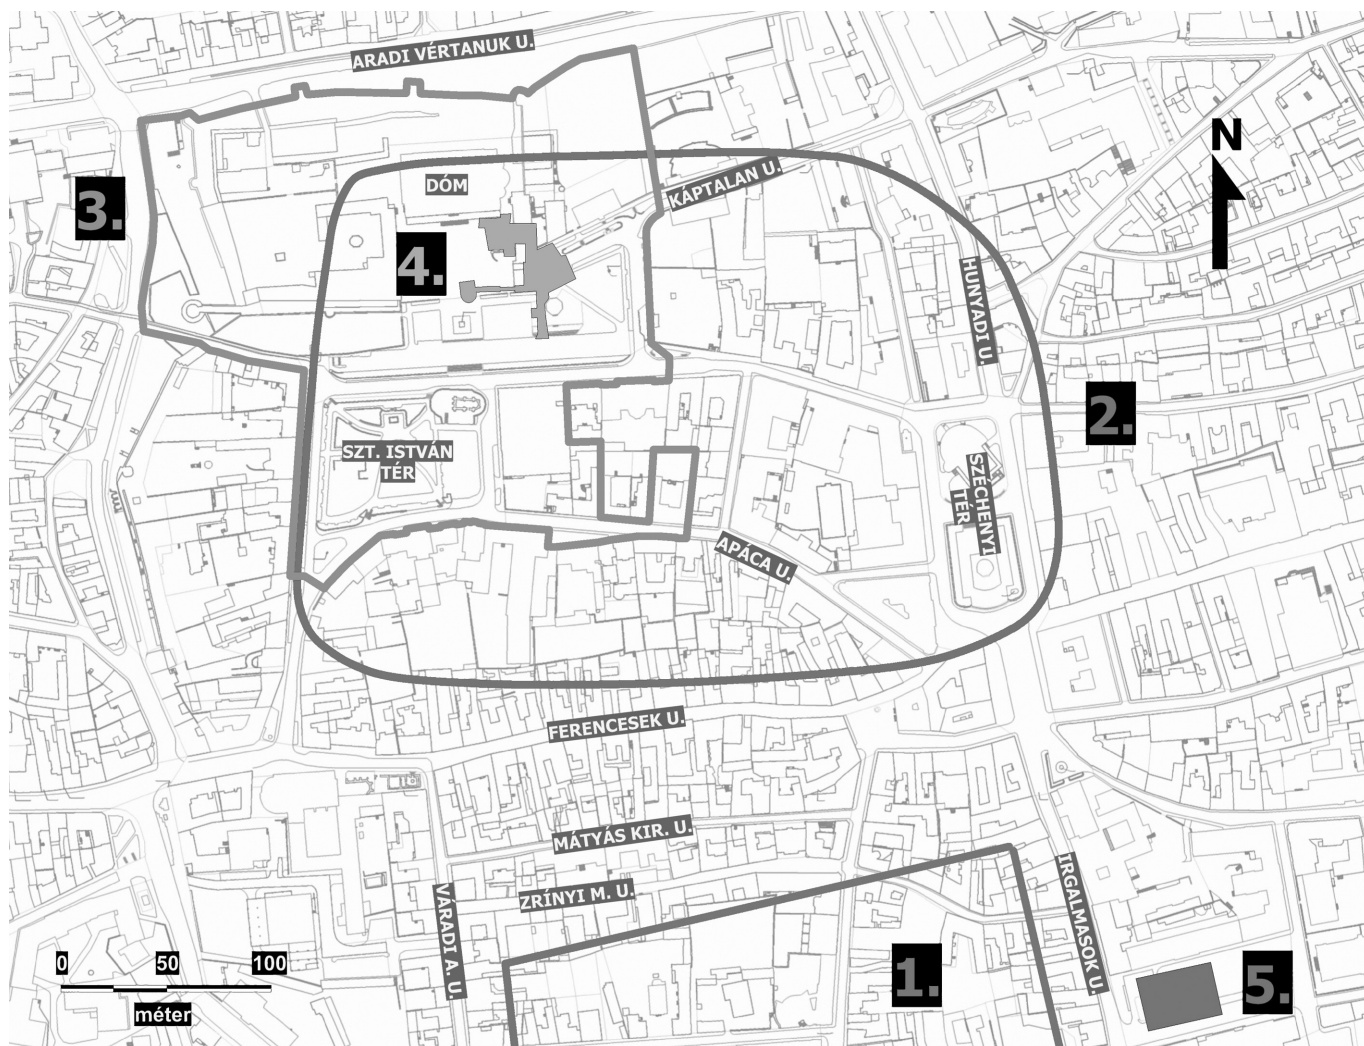 ARADI VÉRTANUK U.
N
KÁPTALAN U.
DÓM
3.
4.
HUNYADI U.
2.
SZT. ISTVÁN
TÉR
SZÉCHENYI
TÉR
APÁCA U.
FERENCESEK U.
MÁTYÁS KIR. U.
ZRÍNYI M. U.
VÁRADI A. U.
IRGALMASOK U.
1.
5.
0 50 100
méter